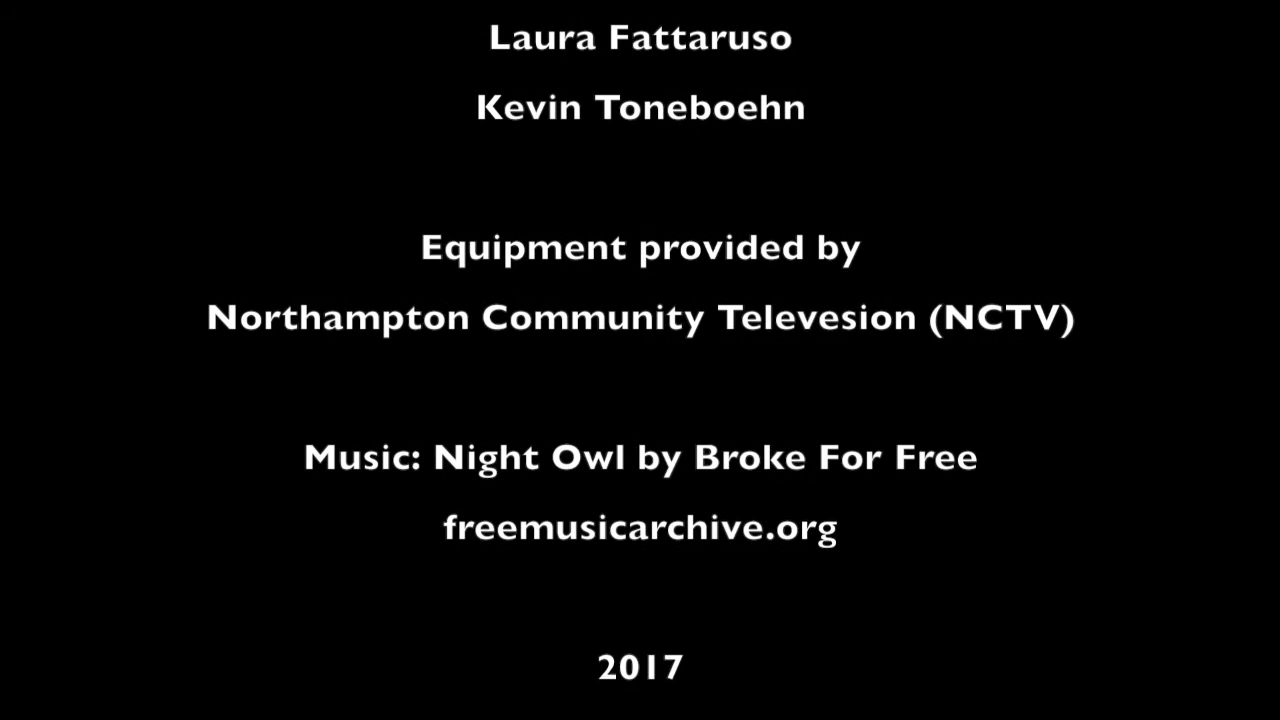 Laura Fattaruso
Kevin Toneboehn
Equipment provided by
Northampton Community Televesion (NCTV)
Music: Night Owl by Broke For Free
freemusicarchive.org
2017